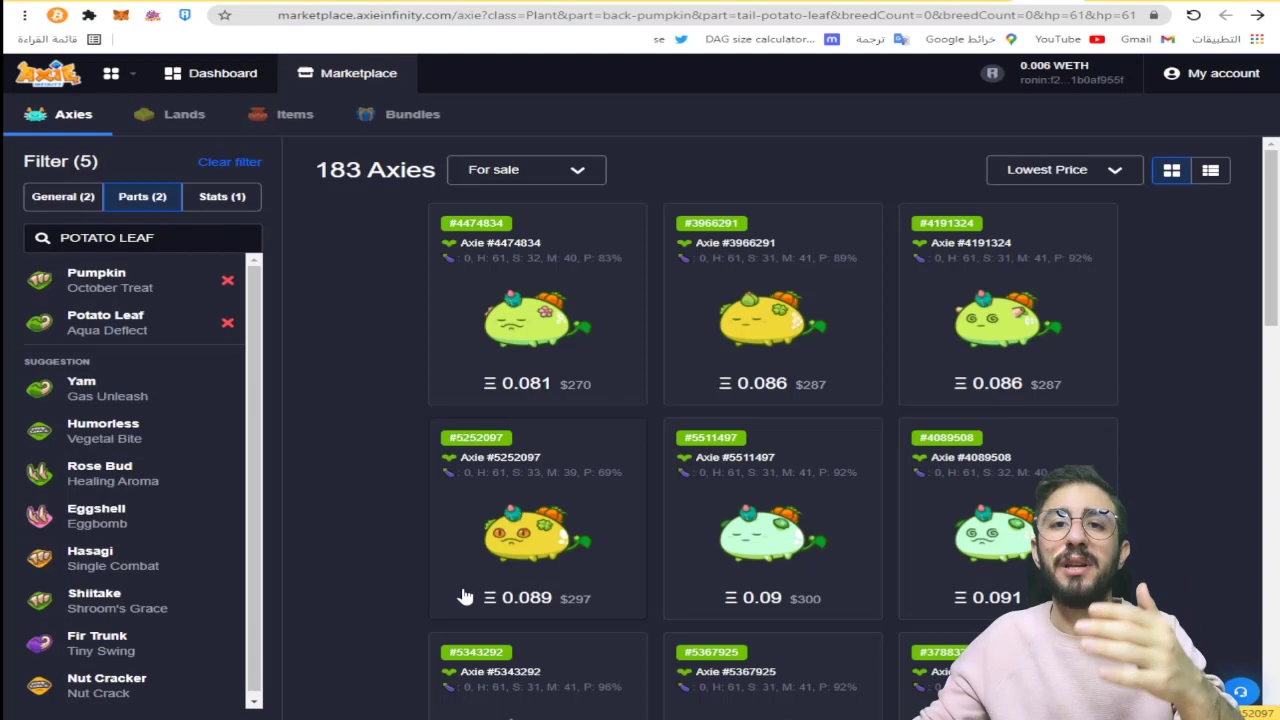 marketplace.axieinfinity.com/axie?class=Plant&part=back-pumpkin&part=tail-potato-leaf&breedCount=0&breedCount=0&hp=61&hp=61
قائمة القراءة
se
DAG size calculator...
ترجمة
خرائط Google
YouTube
Gmail
التطبيقات
AXIE
INFINITY
Dashboard
Marketplace
0.006 WETH
ronin:f2...1b0af955f
My account
Axies
Lands
Items
Bundles
Filter (5)
Clear filter
General (2)
Parts (2)
Stats (1)
POTATO LEAF
Pumpkin
October Treat
Potato Leaf
Aqua Deflect
SUGGESTION
Yam
Gas Unleash
Humorless
Vegetal Bite
Rose Bud
Healing Aroma
Eggshell
Eggbomb
Hasagi
Single Combat
Shiitake
Shroom's Grace
Fir Trunk
Tiny Swing
Nut Cracker
Nut Crack
183 Axies
For sale
Lowest Price
#4474834
Axie #4474834
: 0, H: 61, S: 32, M: 40, P: 83%
Ξ 0.081 $270
#3966291
Axie #3966291
: 0, H: 61, S: 31, M: 41, P: 89%
Ξ 0.086 $287
#4191324
Axie #4191324
: 0, H: 61, S: 31, M: 41, P: 92%
Ξ 0.086 $287
#5252097
Axie #5252097
: 0, H: 61, S: 33, M: 39, P: 69%
Ξ 0.089 $297
#5511497
Axie #5511497
: 0, H: 61, S: 31, M: 41, P: 92%
Ξ 0.09 $300
#4089508
Axie #4089508
: 0, H: 61, S: 32, M: 40
Ξ 0.091
#5343292
Axie #5343292
: 0, H: 61, S: 31, M: 41, P: 96%
#5367925
Axie #5367925
: 0, H: 61, S: 31, M: 41, P: 92%
#378837
Axie
: 0, H: 6
52097